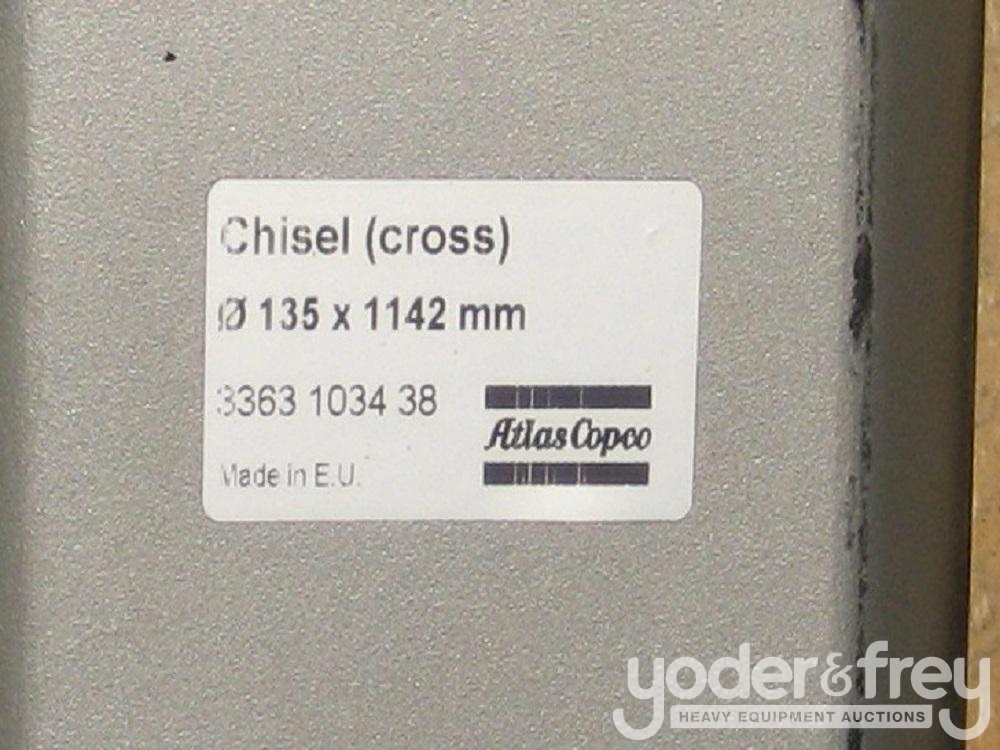 Chisel (cross)
Ø 135 x 1142 mm
3363 1034 38
Atlas Copco
Made in E.U.
yoder&frey
HEAVY EQUIPMENT AUCTIONS